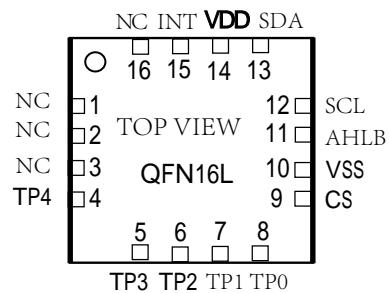 NC INT VDD SDA
16 15 14 13
NC 1 12 SCL
NC 2 TOP VIEW 11 AHLB
NC 3 QFN16L 10 VSS
TP4 4 9 CS
5 6 7 8
TP3 TP2 TP1 TP0